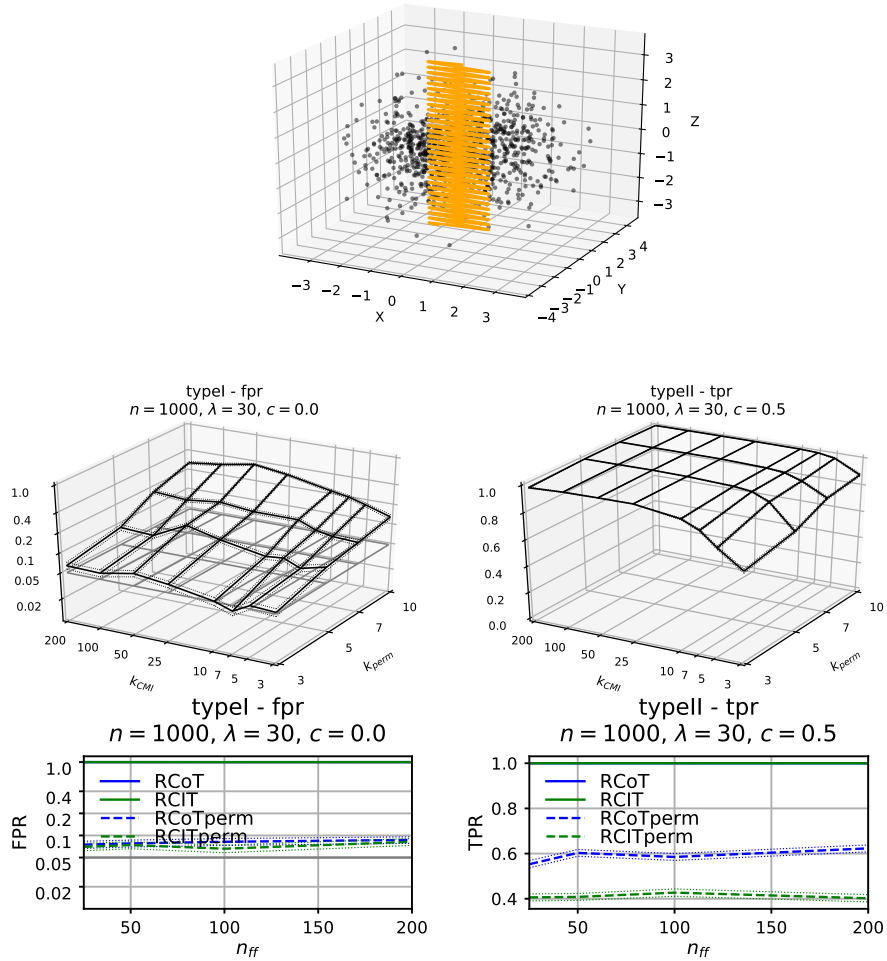 3
2
1
0
−1
−2
−3
Z
4
3
2
1
0
−1
−2
−3
−4
Y
−3
−2
−1
0
1
2
3
X
typeI - fpr
n = 1000, λ = 30, c = 0.0
1.0
0.4
0.2
0.1
0.05
0.02
200
100
50
25
10
7
5
3
k_CMI
3
5
7
10
k_perm
typeII - tpr
n = 1000, λ = 30, c = 0.5
1.0
0.8
0.6
0.4
0.2
0.0
200
100
50
25
10
7
5
3
k_CMI
3
5
7
10
k_perm
typeI - fpr
n = 1000, λ = 30, c = 0.0
1.0
0.4
0.2
0.1
0.05
0.02
FPR
RCoT
RCIT
RCoTperm
RCITperm
50
100
150
200
n_ff
typeII - tpr
n = 1000, λ = 30, c = 0.5
1.0
0.8
0.6
0.4
TPR
RCoT
RCIT
RCoTperm
RCITperm
50
100
150
200
n_ff